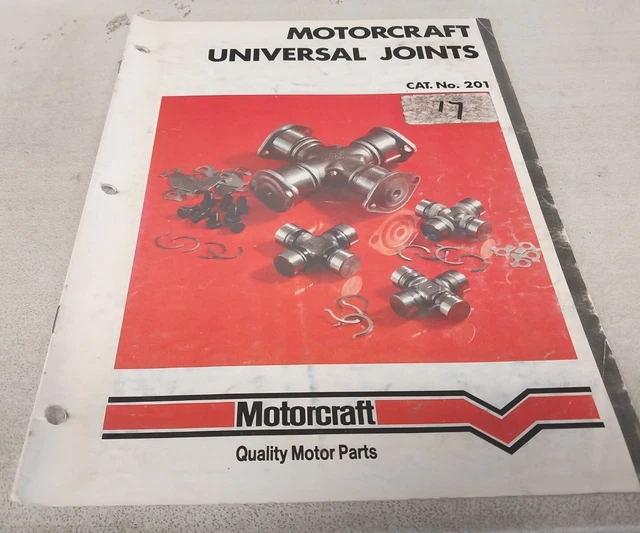 MOTORCRAFT
UNIVERSAL JOINTS
CAT. No. 201
17
Motorcraft
Quality Motor Parts